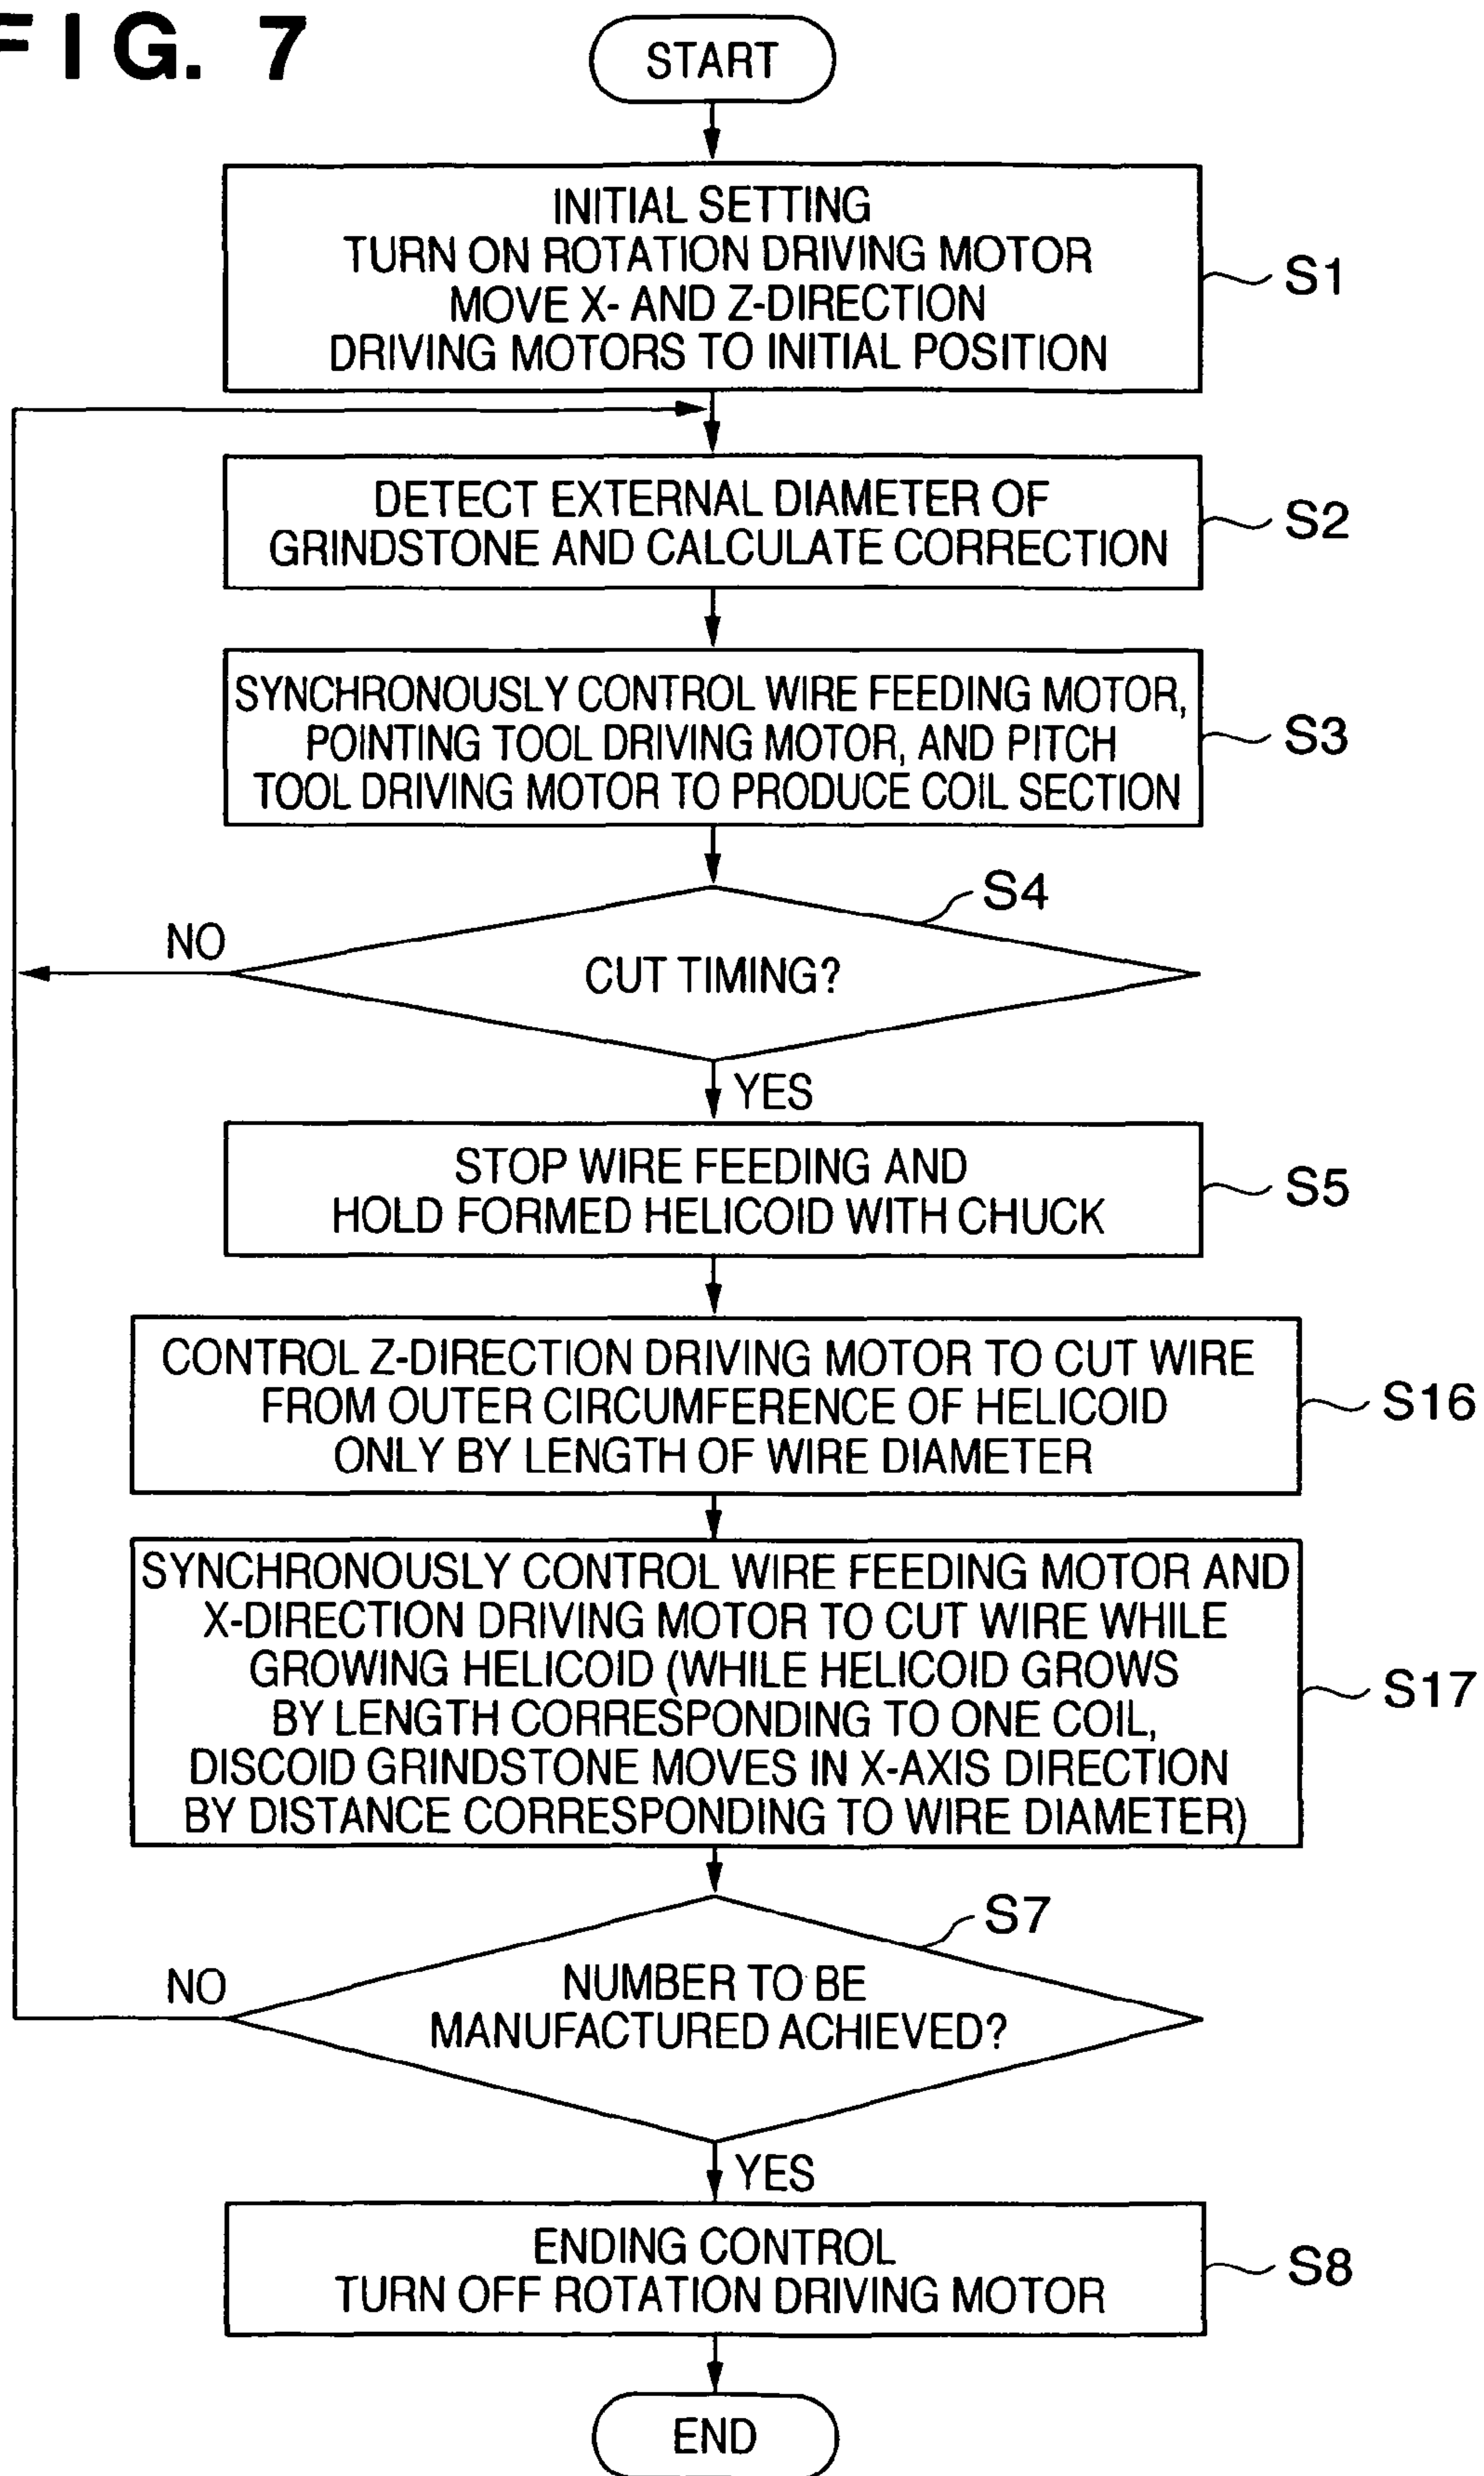 FIG. 7
START
INITIAL SETTING
TURN ON ROTATION DRIVING MOTOR
MOVE X- AND Z-DIRECTION
DRIVING MOTORS TO INITIAL POSITION
S1
DETECT EXTERNAL DIAMETER OF
GRINDSTONE AND CALCULATE CORRECTION
S2
SYNCHRONOUSLY CONTROL WIRE FEEDING MOTOR,
POINTING TOOL DRIVING MOTOR, AND PITCH
TOOL DRIVING MOTOR TO PRODUCE COIL SECTION
S3
S4
NO
CUT TIMING?
YES
STOP WIRE FEEDING AND
HOLD FORMED HELICOID WITH CHUCK
S5
CONTROL Z-DIRECTION DRIVING MOTOR TO CUT WIRE
FROM OUTER CIRCUMFERENCE OF HELICOID
ONLY BY LENGTH OF WIRE DIAMETER
S16
SYNCHRONOUSLY CONTROL WIRE FEEDING MOTOR AND
X-DIRECTION DRIVING MOTOR TO CUT WIRE WHILE
GROWING HELICOID (WHILE HELICOID GROWS
BY LENGTH CORRESPONDING TO ONE COIL,
DISCOID GRINDSTONE MOVES IN X-AXIS DIRECTION
BY DISTANCE CORRESPONDING TO WIRE DIAMETER)
S17
S7
NO
NUMBER TO BE
MANUFACTURED ACHIEVED?
YES
ENDING CONTROL
TURN OFF ROTATION DRIVING MOTOR
S8
END